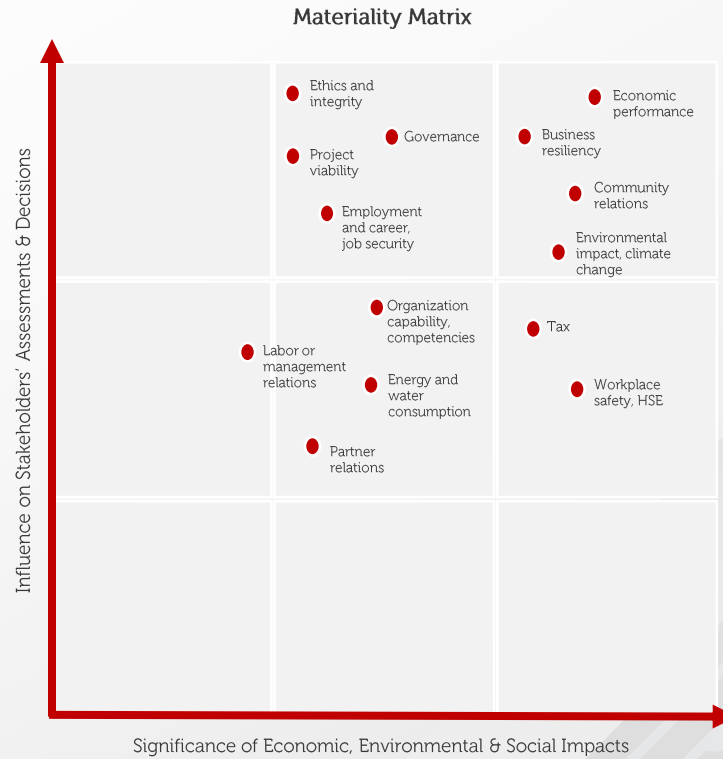 Materiality Matrix
Influence on Stakeholders' Assessments & Decisions
Ethics and
integrity
Governance
Project
viability
Employment
and career,
job security
Economic
performance
Business
resiliency
Community
relations
Environmental
impact, climate
change
Organization
capability,
competencies
Labor or
management
relations
Energy and
water
consumption
Partner
relations
Tax
Workplace
safety, HSE
Significance of Economic, Environmental & Social Impacts